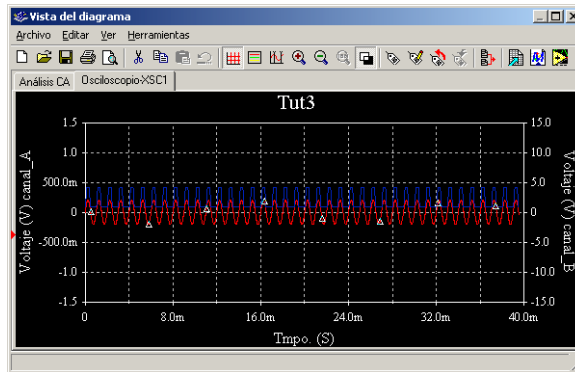 Vista del diagrama
Archivo Editar Ver Herramientas
Análisis CA Osciloscopio-XSC1
Tut3
1.5 15.0
1.0 10.0
500.0m 5.0
0 0
-500.0m -5.0
-1.0 -10.0
-1.5 -15.0
Voltaje (V) canal_A
Voltaje (V) canal_B
0 8.0m 16.0m 24.0m 32.0m 40.0m
Tmpo. (S)